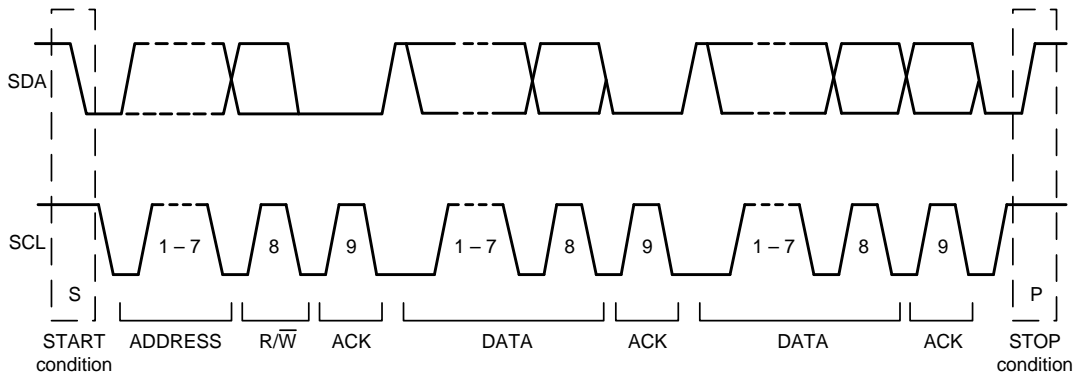 SDA
SCL
1 – 7 8 9 1 – 7 8 9 1 – 7 8 9
S P
START condition ADDRESS R/W̅ ACK DATA ACK DATA ACK STOP condition